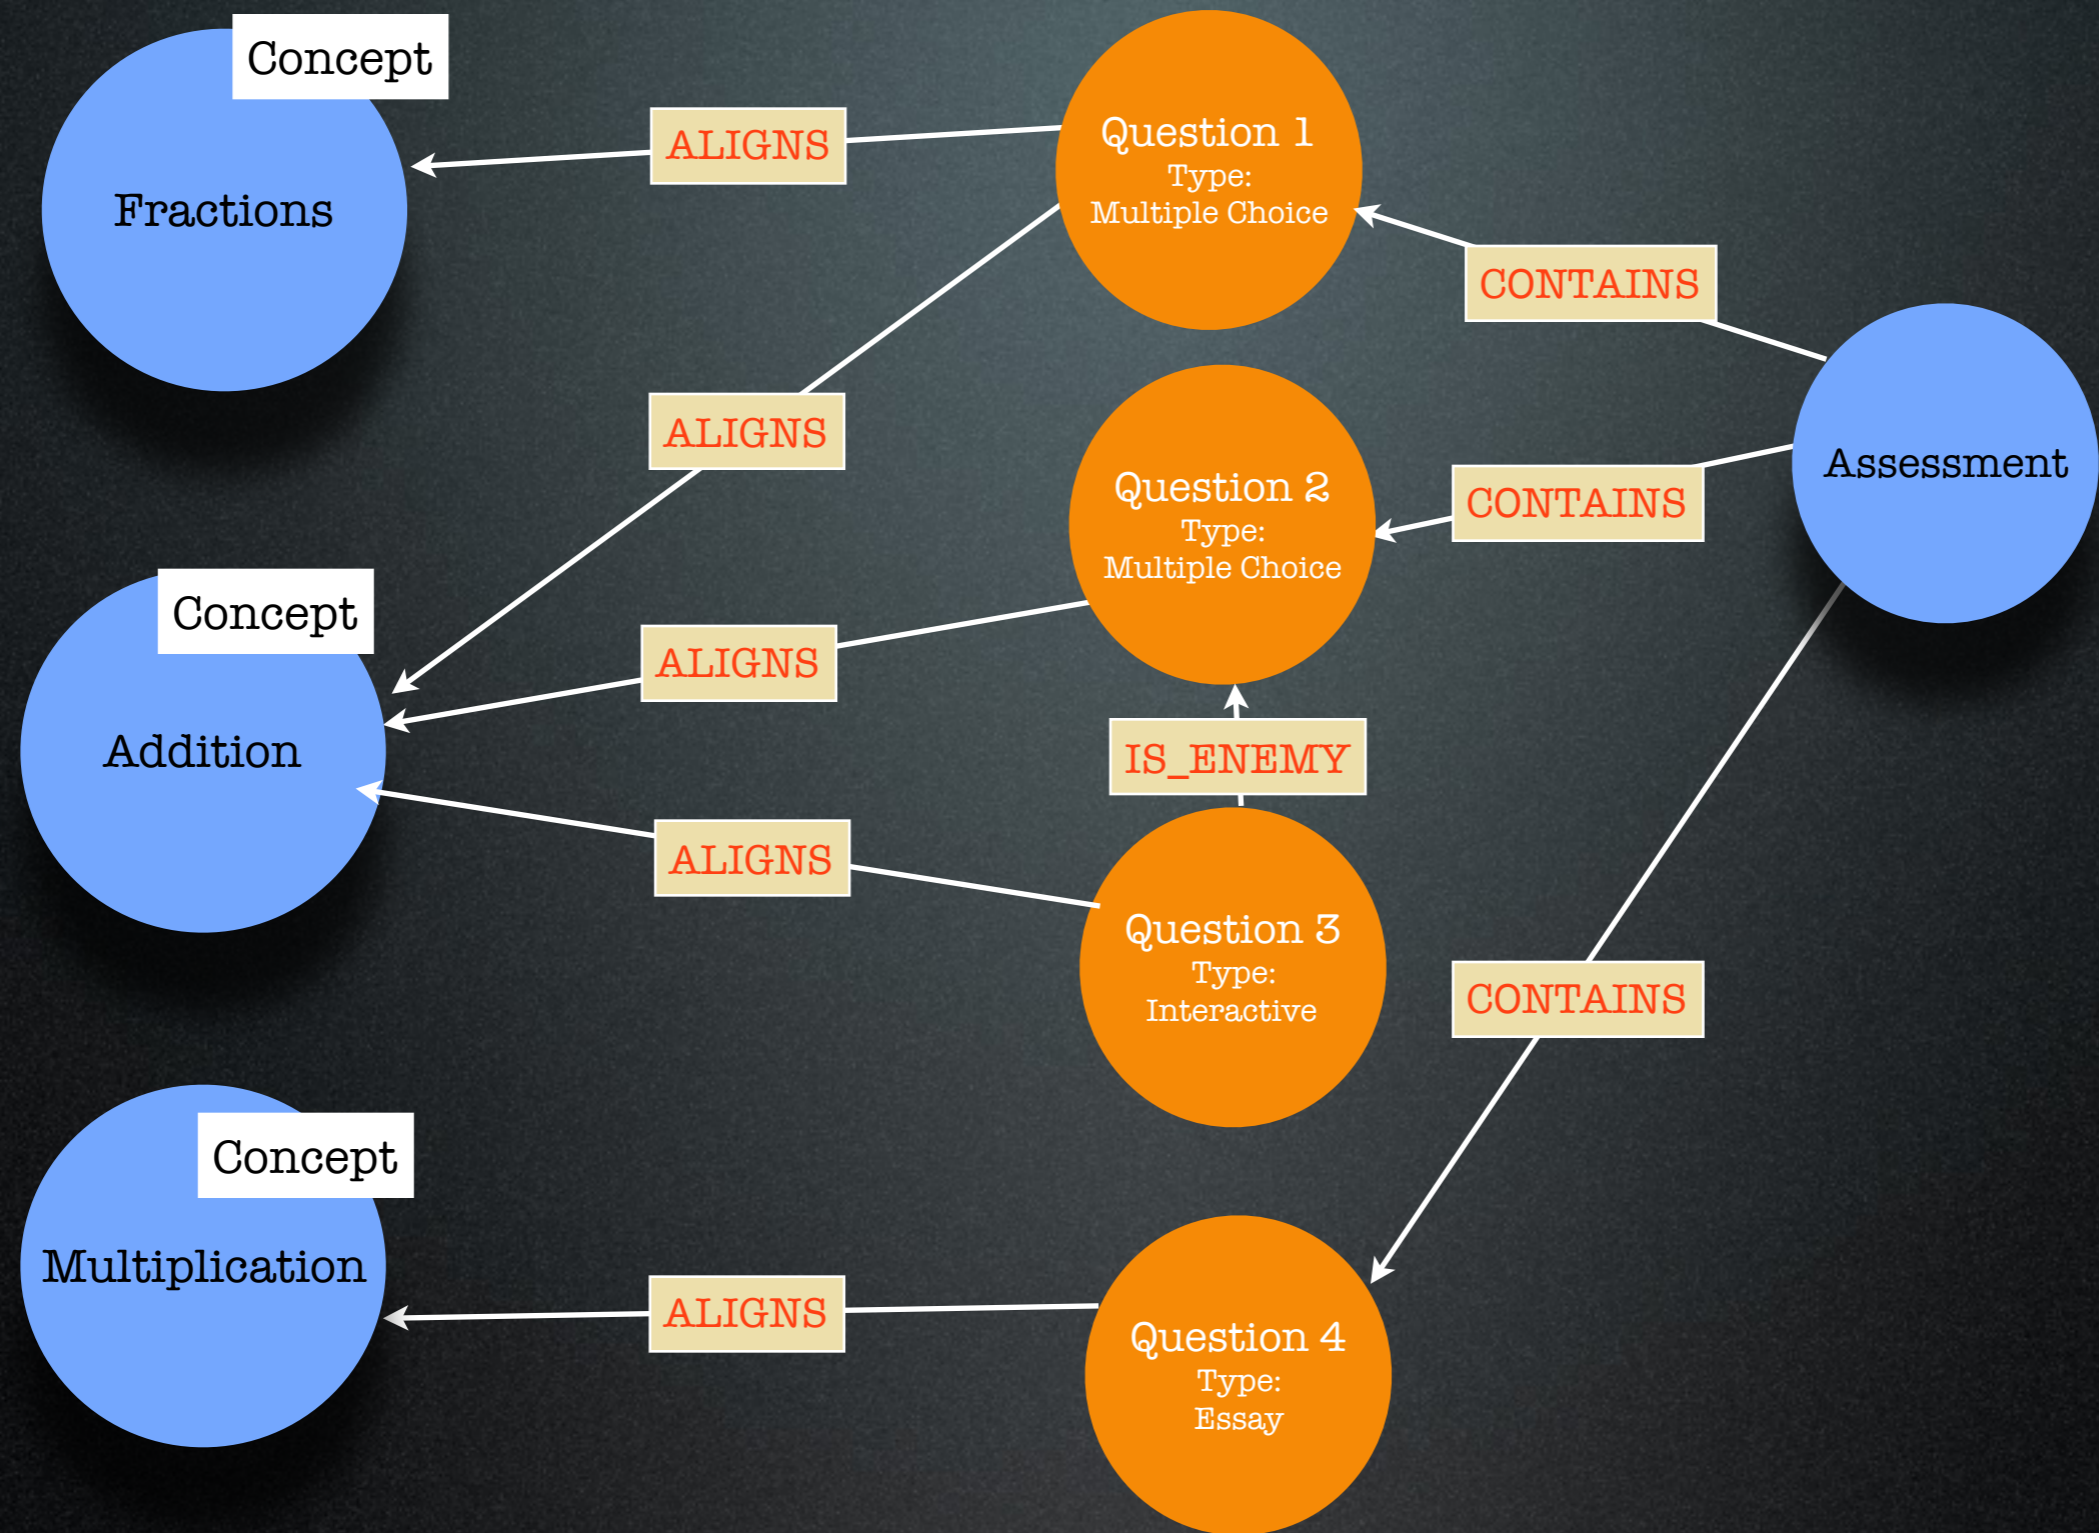 Concept
Fractions
ALIGNS
Question 1
Type:
Multiple Choice
CONTAINS
ALIGNS
Question 2
Type:
Multiple Choice
CONTAINS
Assessment
Concept
Addition
ALIGNS
IS_ENEMY
ALIGNS
Question 3
Type:
Interactive
CONTAINS
Concept
Multiplication
ALIGNS
Question 4
Type:
Essay